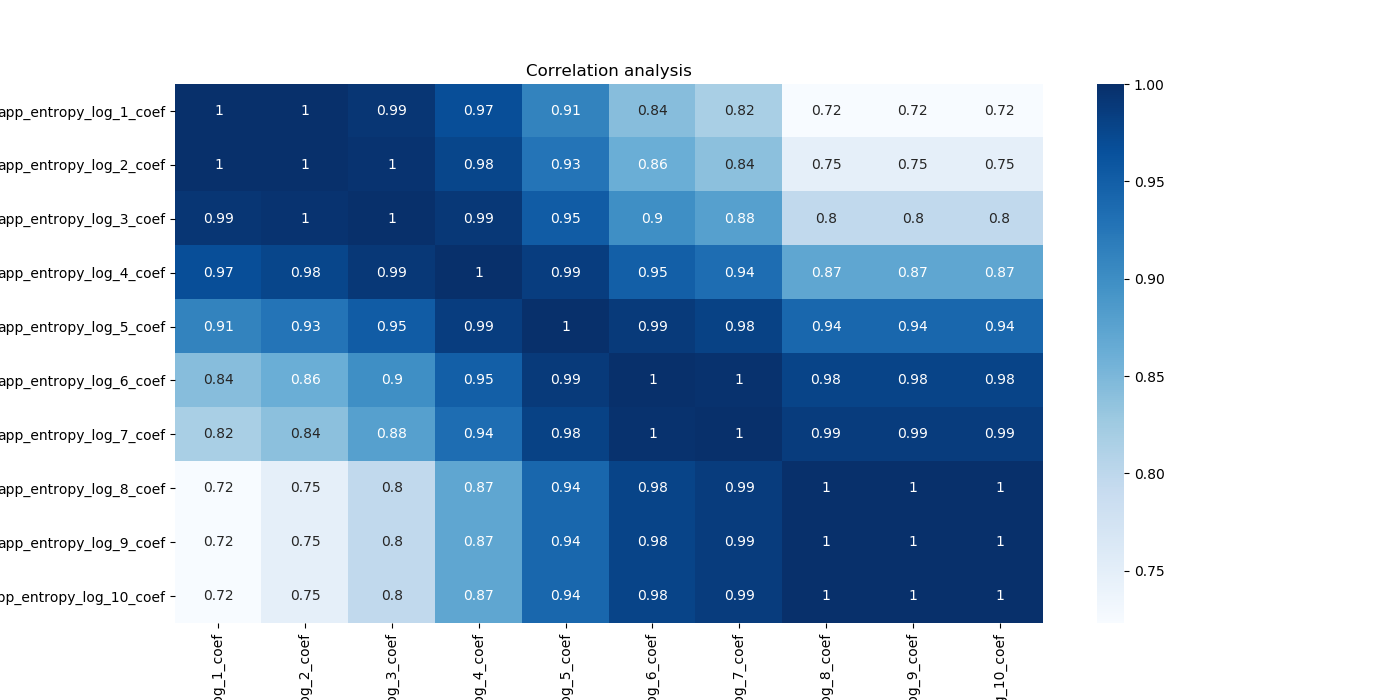 Correlation analysis
app_entropy_log_1_coef 1 1 0.99 0.97 0.91 0.84 0.82 0.72 0.72 0.72
app_entropy_log_2_coef 1 1 1 0.98 0.93 0.86 0.84 0.75 0.75 0.75
app_entropy_log_3_coef 0.99 1 1 0.99 0.95 0.9 0.88 0.8 0.8 0.8
app_entropy_log_4_coef 0.97 0.98 0.99 1 0.99 0.95 0.94 0.87 0.87 0.87
app_entropy_log_5_coef 0.91 0.93 0.95 0.99 1 0.99 0.98 0.94 0.94 0.94
app_entropy_log_6_coef 0.84 0.86 0.9 0.95 0.99 1 1 0.98 0.98 0.98
app_entropy_log_7_coef 0.82 0.84 0.88 0.94 0.98 1 1 0.99 0.99 0.99
app_entropy_log_8_coef 0.72 0.75 0.8 0.87 0.94 0.98 0.99 1 1 1
app_entropy_log_9_coef 0.72 0.75 0.8 0.87 0.94 0.98 0.99 1 1 1
pp_entropy_log_10_coef 0.72 0.75 0.8 0.87 0.94 0.98 0.99 1 1 1
og_1_coef og_2_coef og_3_coef og_4_coef og_5_coef og_6_coef og_7_coef og_8_coef og_9_coef g_10_coef
1.00
0.95
0.90
0.85
0.80
0.75